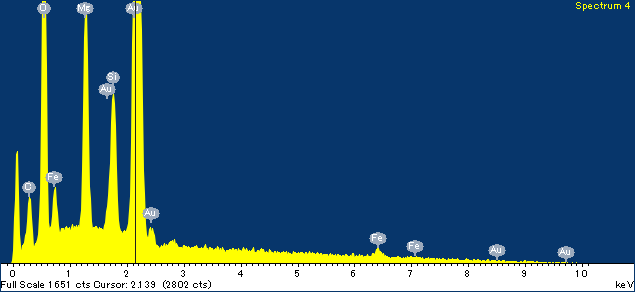 Spectrum 4
O Mg Au
Si
Au
Fe
O
Au
Fe
Fe
Au
Au
0 1 2 3 4 5 6 7 8 9 10
Full Scale 1651 cts Cursor: 2.139 (2802 cts) keV